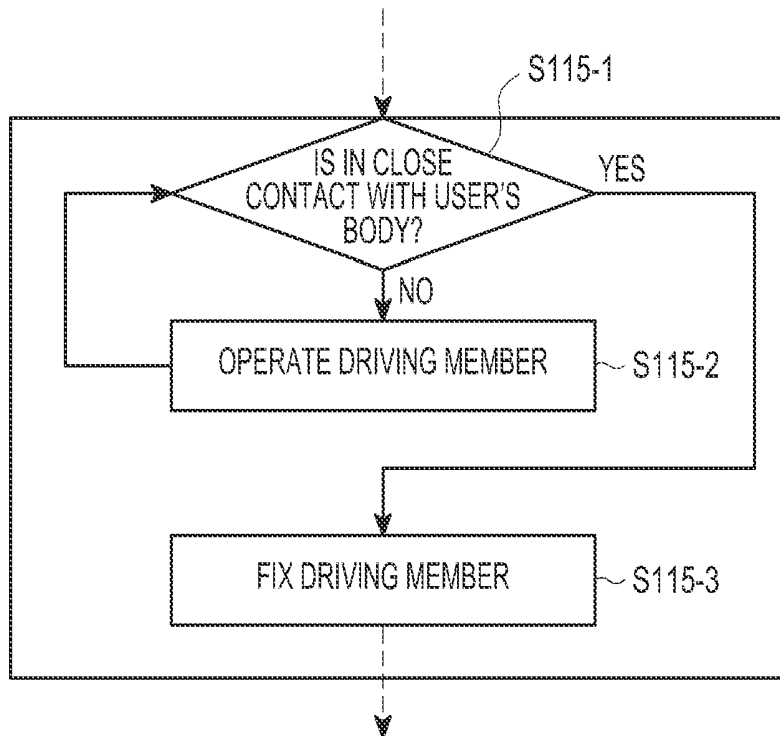 S115-1
IS IN CLOSE
CONTACT WITH USER'S
BODY?
YES
NO
OPERATE DRIVING MEMBER
S115-2
FIX DRIVING MEMBER
S115-3